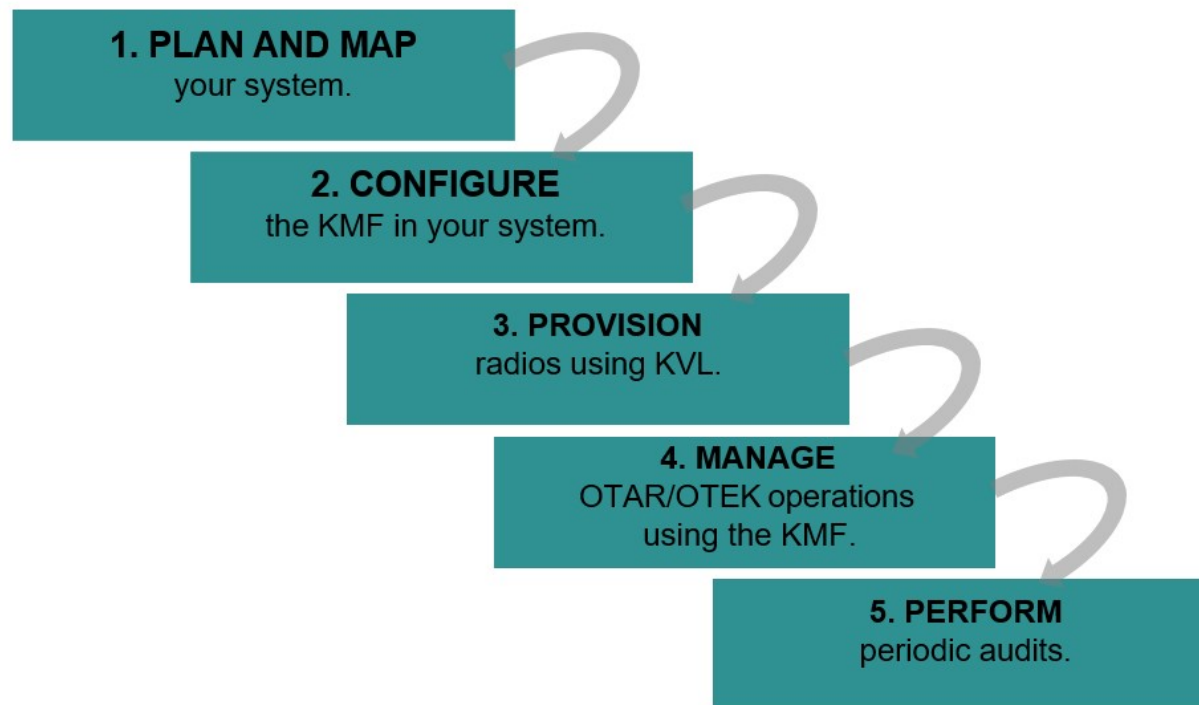 1. PLAN AND MAP
your system.
2. CONFIGURE
the KMF in your system.
3. PROVISION
radios using KVL.
4. MANAGE
OTAR/OTEK operations
using the KMF.
5. PERFORM
periodic audits.